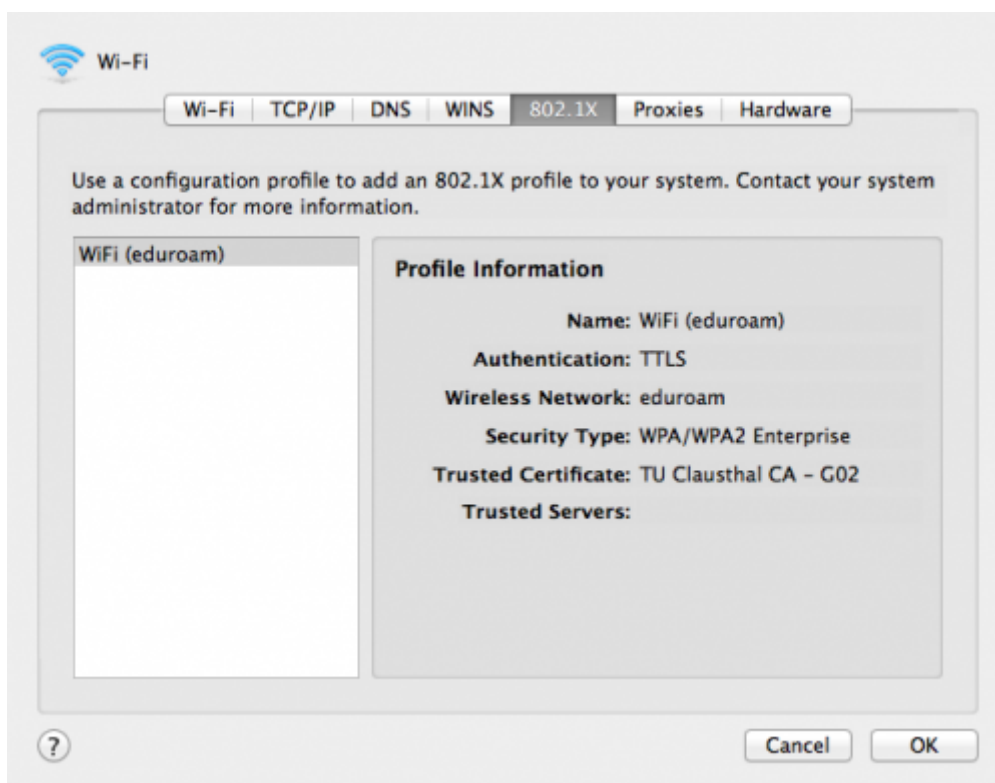 Wi-Fi
Wi-Fi TCP/IP DNS WINS 802.1X Proxies Hardware
Use a configuration profile to add an 802.1X profile to your system. Contact your system
administrator for more information.
WiFi (eduroam)
Profile Information
Name: WiFi (eduroam)
Authentication: TTLS
Wireless Network: eduroam
Security Type: WPA/WPA2 Enterprise
Trusted Certificate: TU Clausthal CA - G02
Trusted Servers:
? Cancel OK